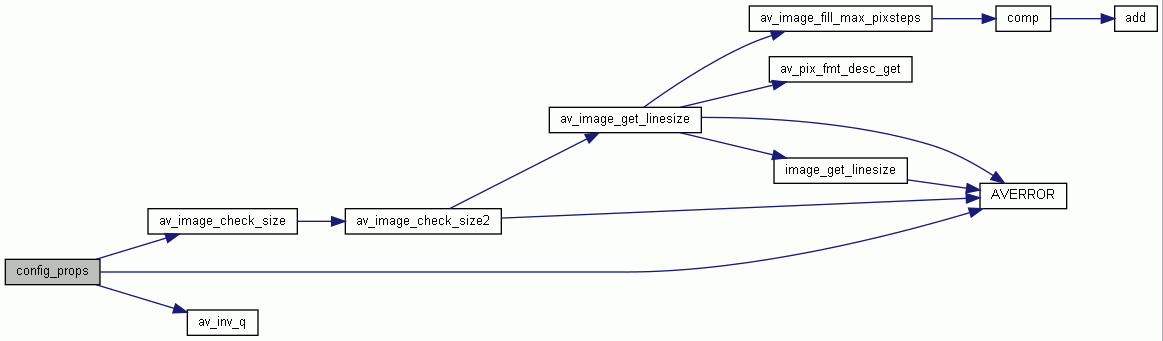 av_image_fill_max_pixsteps
comp
add
av_pix_fmt_desc_get
av_image_get_linesize
image_get_linesize
AVERROR
av_image_check_size
av_image_check_size2
config_props
av_inv_q